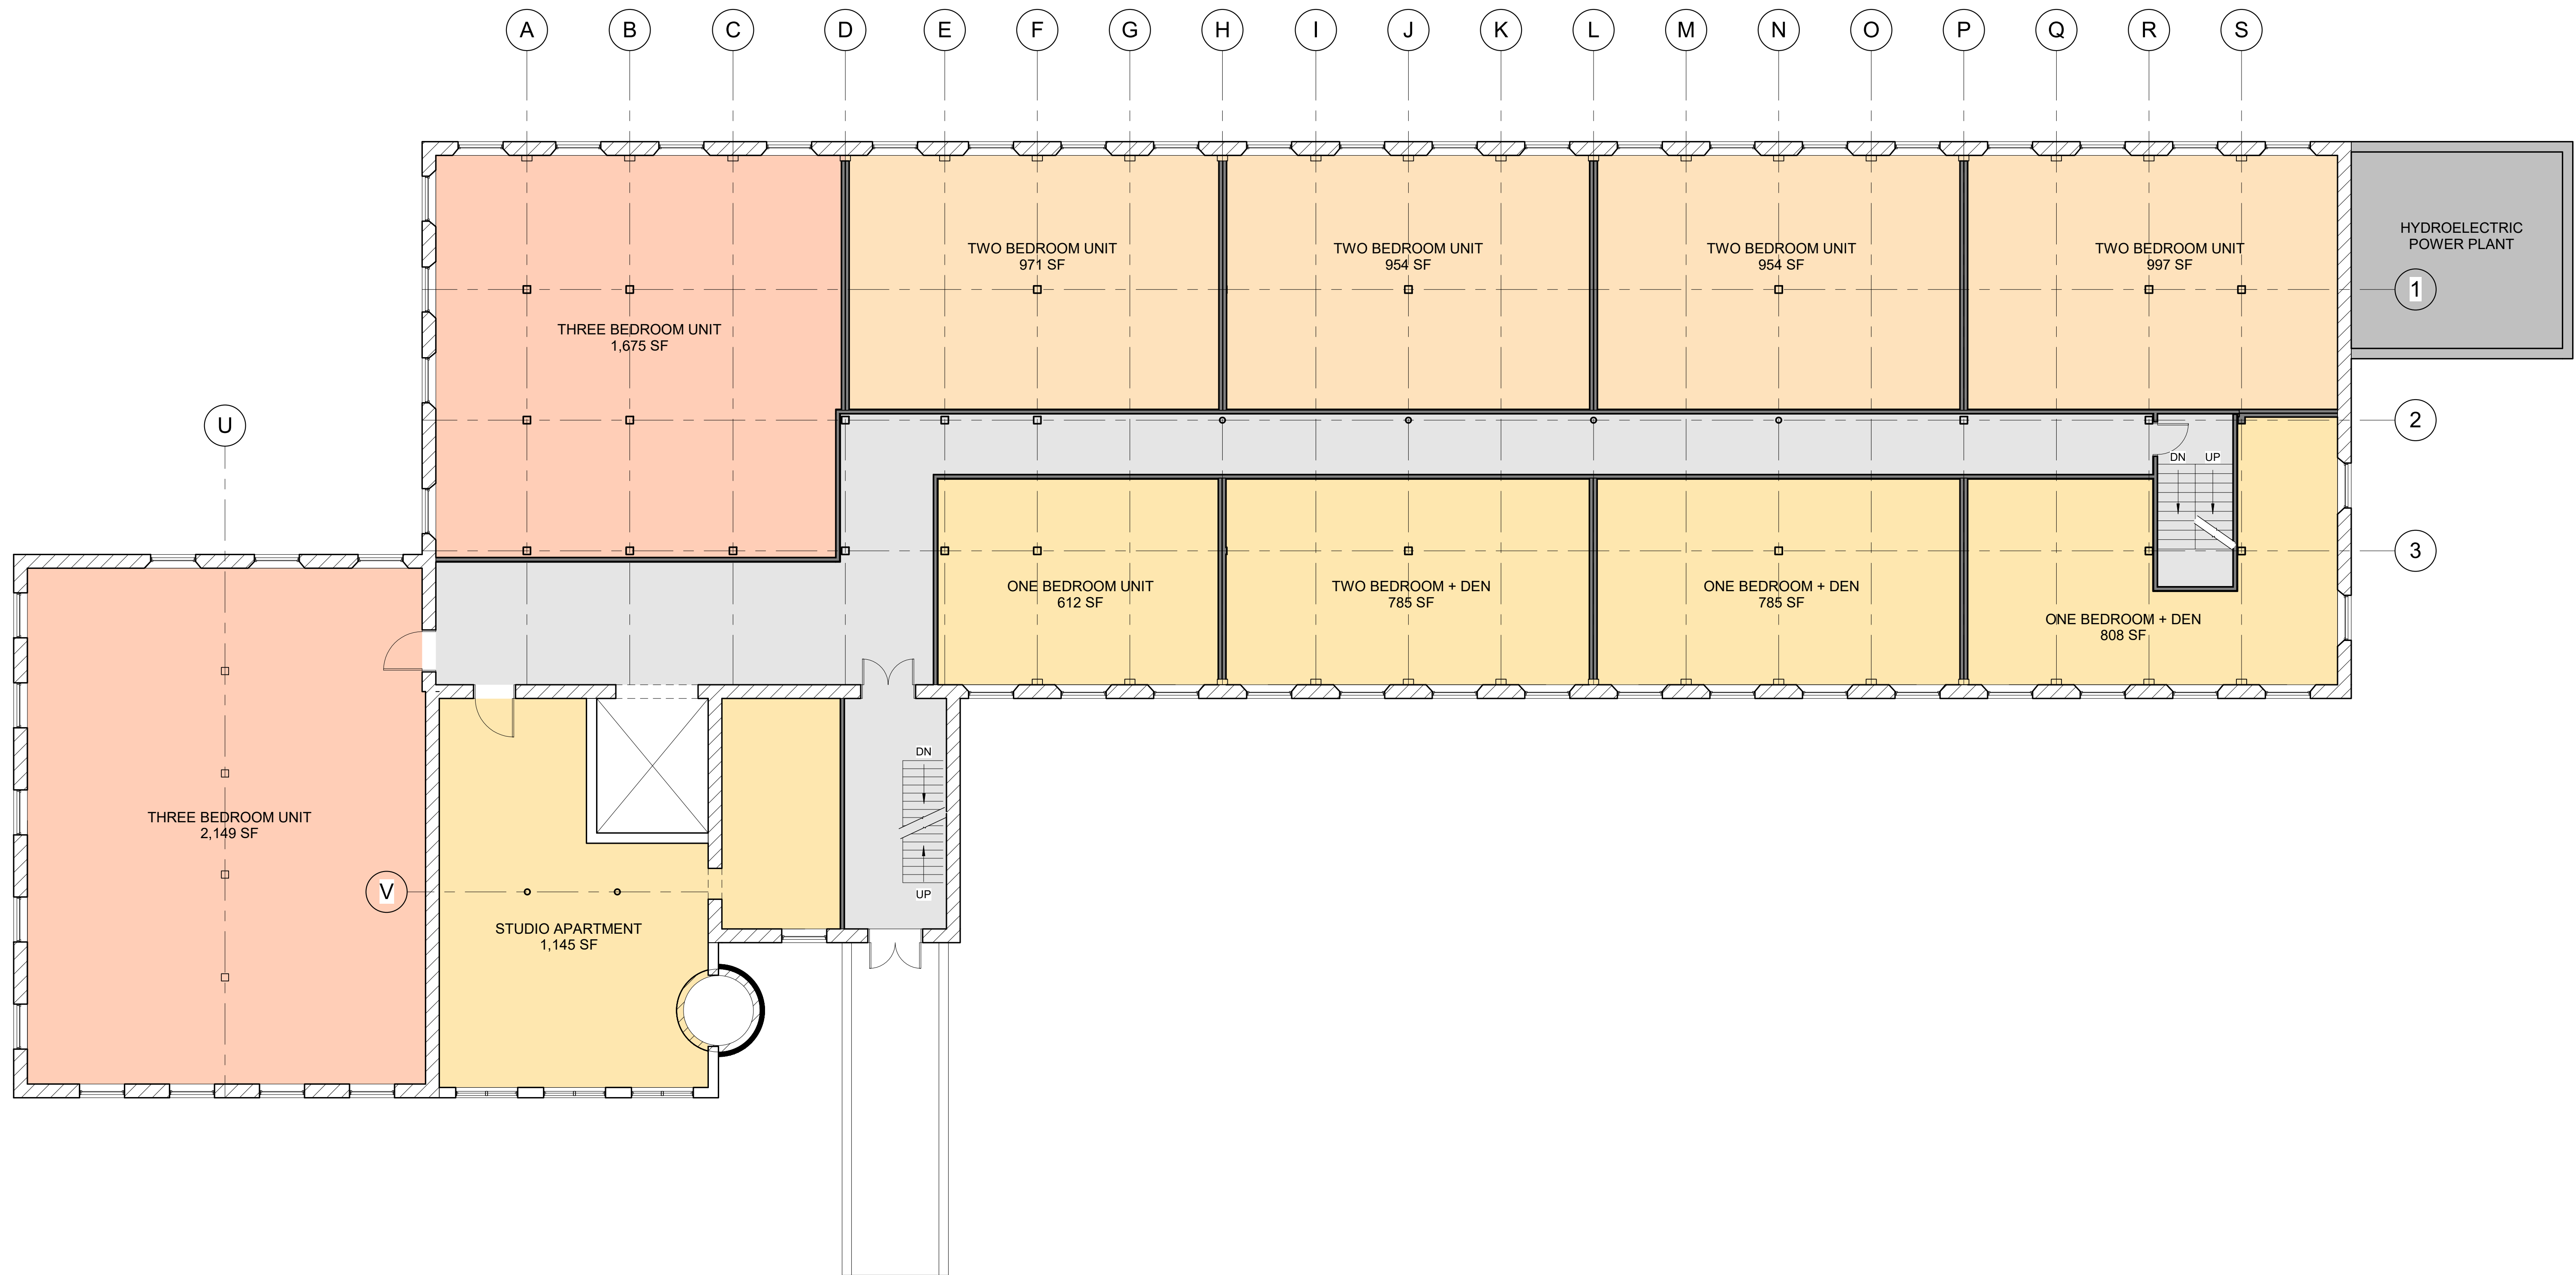 A
B
C
D
E
F
G
H
I
J
K
L
M
N
O
P
Q
R
S
HYDROELECTRIC
POWER PLANT
TWO BEDROOM UNIT
971 SF
TWO BEDROOM UNIT
954 SF
TWO BEDROOM UNIT
954 SF
TWO BEDROOM UNIT
997 SF
1
THREE BEDROOM UNIT
1,675 SF
U
2
DN
UP
3
ONE BEDROOM UNIT
612 SF
TWO BEDROOM + DEN
785 SF
ONE BEDROOM + DEN
785 SF
ONE BEDROOM + DEN
808 SF
DN
THREE BEDROOM UNIT
2,149 SF
V
UP
STUDIO APARTMENT
1,145 SF